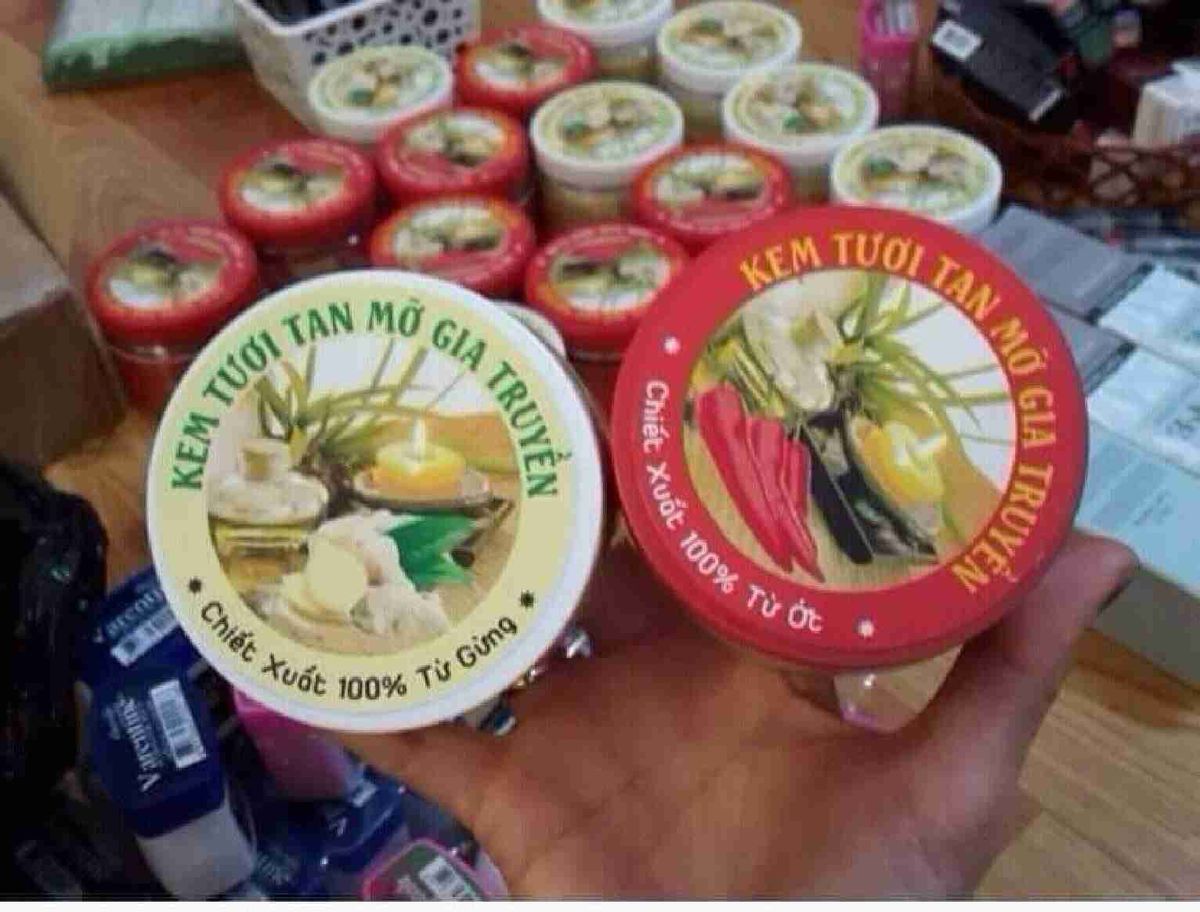 KEM TƯƠI TAN MỠ GIA TRUYỀN
Chiết Xuất 100% Từ Gừng
KEM TƯƠI TAN MỠ GIA TRUYỀN
Chiết Xuất 100% Từ Ớt
Varcoming